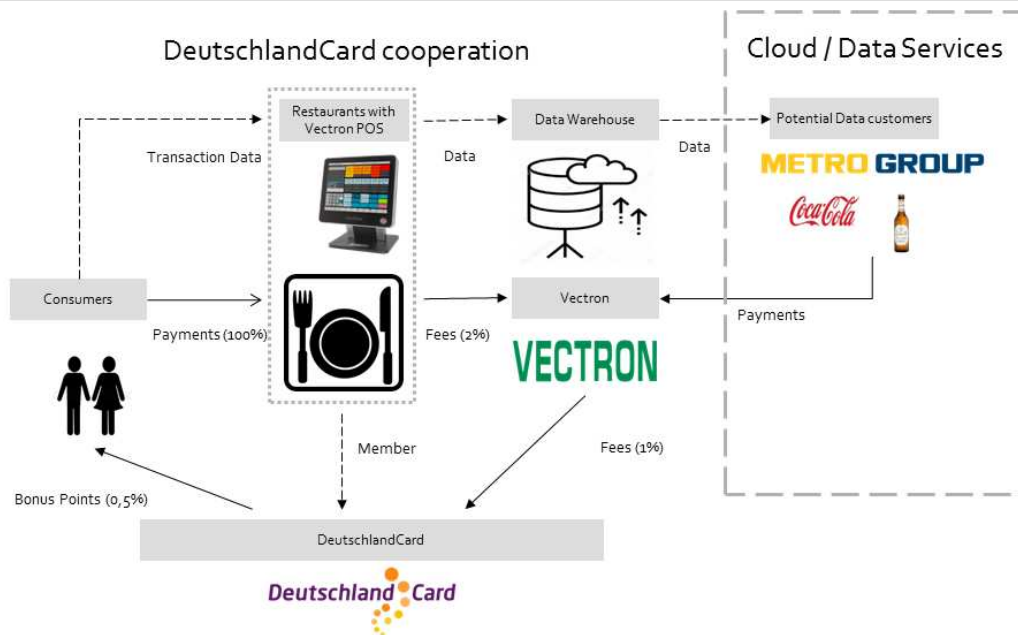 DeutschlandCard cooperation
Cloud / Data Services
Restaurants with
Vectron POS
Data Warehouse
Potential Data customers
Transaction Data
Data
Data
METRO GROUP
Coca-Cola
Consumers
Vectron
Payments (100%)
Fees (2%)
Payments
VECTRON
Member
Fees (1%)
Bonus Points (0,5%)
DeutschlandCard
Deutschland Card